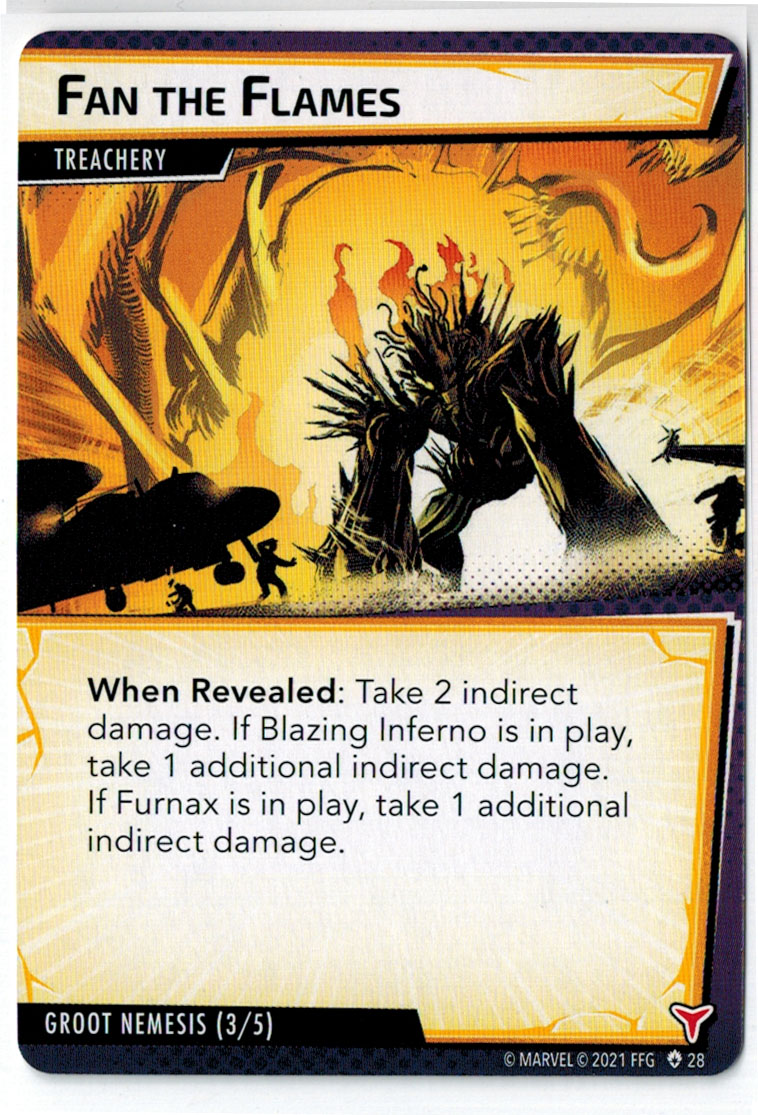 FAN THE FLAMES
TREACHERY
When Revealed: Take 2 indirect
damage. If Blazing Inferno is in play,
take 1 additional indirect damage.
If Furnax is in play, take 1 additional
indirect damage.
GROOT NEMESIS (3/5)
© MARVEL © 2021 FFG 28